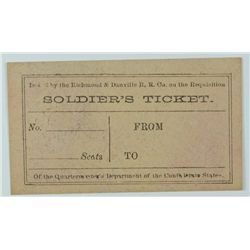 Issued by the Richmond & Danville R. R. Co. on the Requisition
SOLDIER'S TICKET.
No. FROM
Seats TO
Of the Quartermaster's Department of the Confederate States.